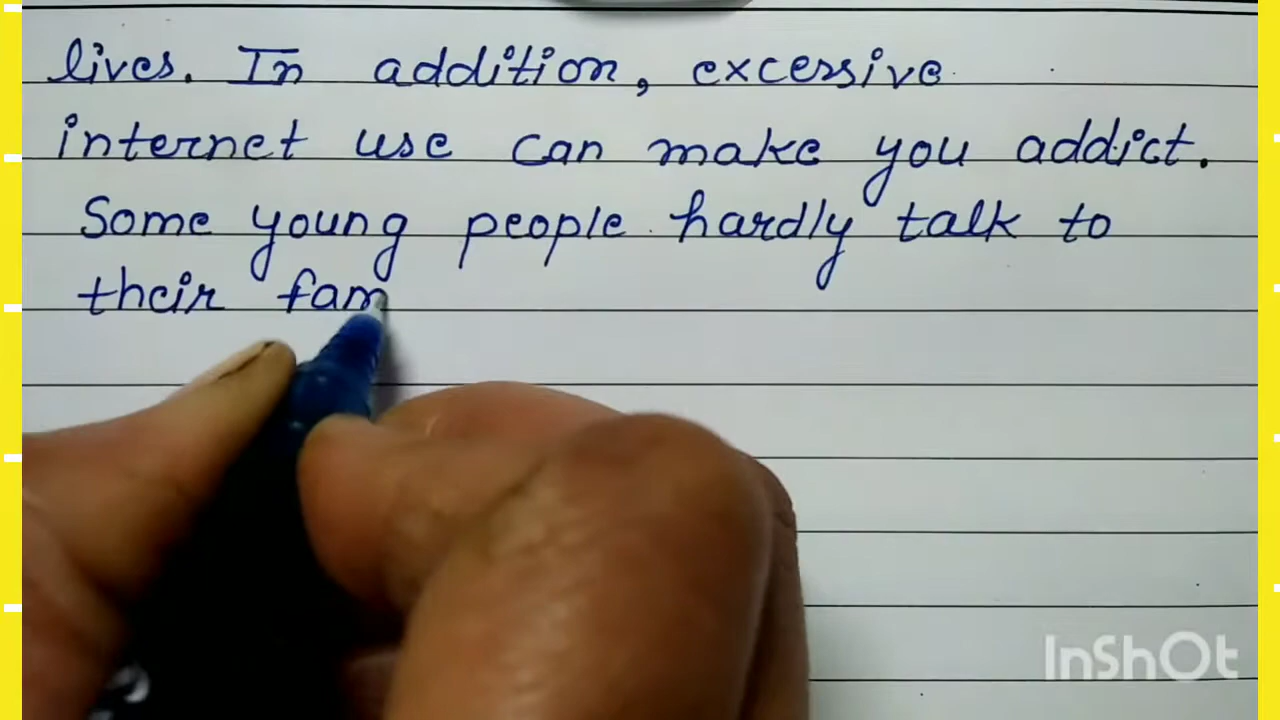 lives. In addition, excessive
internet use can make you addict.
Some young people hardly talk to
their fam
InShOt